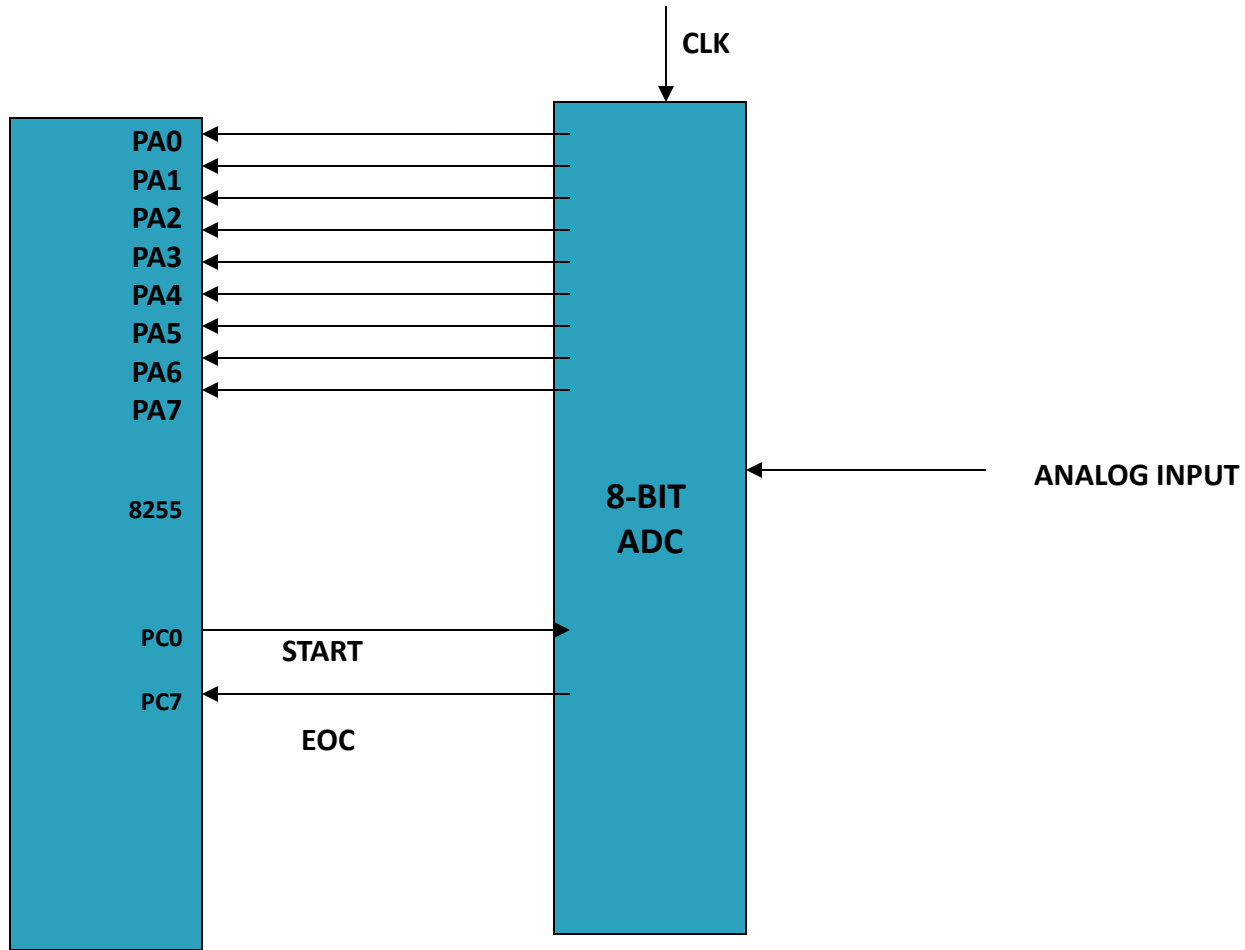 CLK
PA0
PA1
PA2
PA3
PA4
PA5
PA6
PA7
8255
PC0
PC7
START
EOC
8-BIT
ADC
ANALOG INPUT